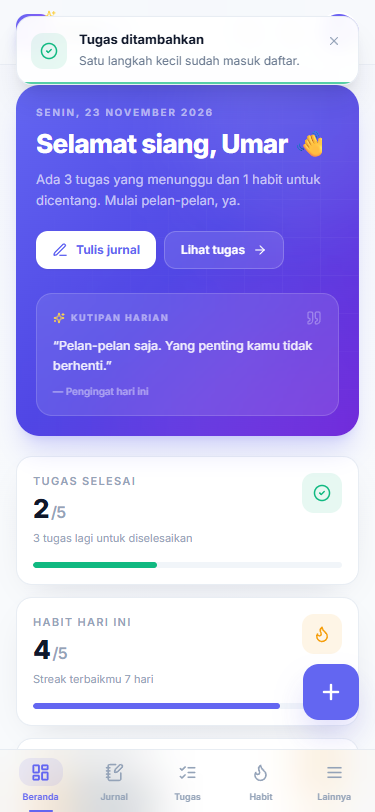 Tugas ditambahkan
Satu langkah kecil sudah masuk daftar.
SENIN, 23 NOVEMBER 2026
Selamat siang, Umar 👋
Ada 3 tugas yang menunggu dan 1 habit untuk
dicentang. Mulai pelan-pelan, ya.
Tulis jurnal
Lihat tugas
KUTIPAN HARIAN
“Pelan-pelan saja. Yang penting kamu tidak
berhenti.”
— Pengingat hari ini
TUGAS SELESAI
2/5
3 tugas lagi untuk diselesaikan
HABIT HARI INI
4/5
Streak terbaikmu 7 hari
Beranda
Jurnal
Tugas
Habit
Lainnya